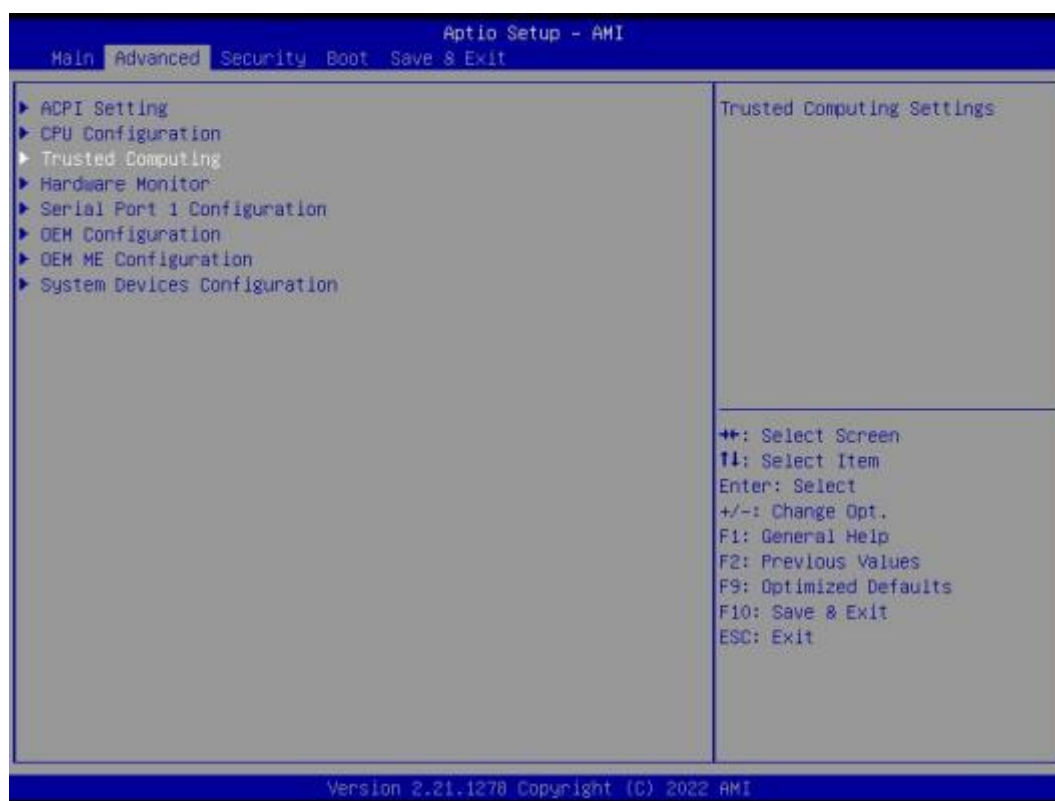 Aptio Setup - AMI
Main Advanced Security Boot Save & Exit
▶ ACPI Setting
▶ CPU Configuration
▶ Trusted Computing
▶ Hardware Monitor
▶ Serial Port 1 Configuration
▶ OEM Configuration
▶ OEM ME Configuration
▶ System Devices Configuration
Trusted Computing Settings
→←: Select Screen
↑↓: Select Item
Enter: Select
+/-: Change Opt.
F1: General Help
F2: Previous Values
F9: Optimized Defaults
F10: Save & Exit
ESC: Exit
Version 2.21.1278 Copyright (C) 2022 AMI